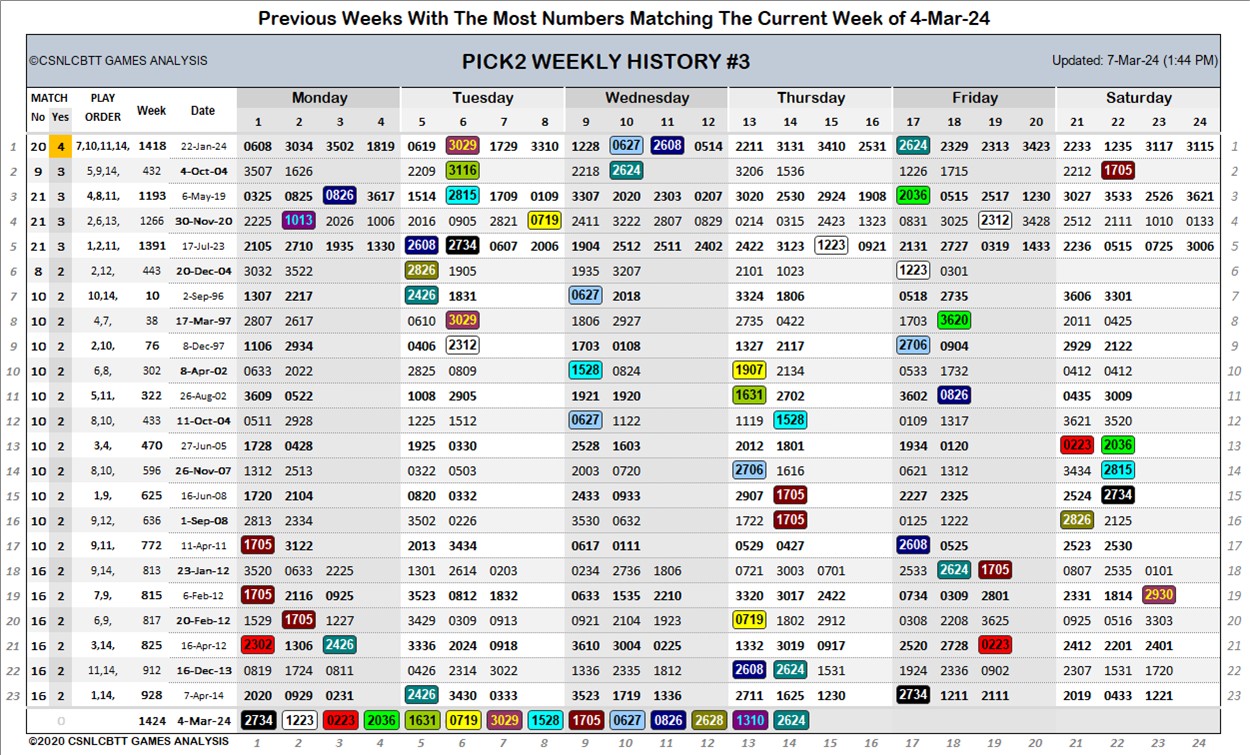 Previous Weeks With The Most Numbers Matching The Current Week of 4-Mar-24
©CSNLCBTT GAMES ANALYSIS PICK2 WEEKLY HISTORY #3 Updated: 7-Mar-24 (1:44 PM)
MATCH PLAY Week Date Monday Tuesday Wednesday Thursday Friday Saturday
No Yes ORDER 1 2 3 4 5 6 7 8 9 10 11 12 13 14 15 16 17 18 19 20 21 22 23 24
1 20 4 7,10,11,14, 1418 22-Jan-24 0608 3034 3502 1819 0619 3029 1729 3310 1228 0627 2608 0514 2211 3131 3410 2531 2624 2329 2313 3423 2233 1235 3117 3115 1
2 9 3 5,9,14, 432 4-Oct-04 3507 1626 2209 3116 2218 2624 3206 1536 1226 1715 2212 1705 2
3 21 3 4,8,11, 1193 6-May-19 0325 0825 0826 3617 1514 2815 1709 0109 3307 2020 2303 0207 3020 2530 2924 1908 2036 0515 2517 1230 3027 3533 2526 3621 3
4 21 3 2,6,13, 1266 30-Nov-20 2225 1013 2026 1006 2016 0905 2821 0719 2411 3222 2807 0829 2014 0315 2423 1323 0831 3025 2312 3428 2512 2111 1010 0133 4
5 21 3 1,2,11, 1391 17-Jul-23 2105 2710 1935 1330 2608 2734 0607 2006 1904 2512 2511 2402 2422 3123 1223 0921 2131 2727 0319 1433 2236 0515 0725 3006 5
6 8 2 2,12, 443 20-Dec-04 3032 3522 2826 1905 1935 3207 2101 1023 1223 0301 6
7 10 2 10,14, 10 2-Sep-96 1307 2217 2426 1831 0627 2018 3324 1806 0518 2735 3606 3301 7
8 10 2 4,7, 38 17-Mar-97 2807 2617 0610 3029 1806 2927 2735 0422 1703 3620 2011 0425 8
9 10 2 2,10, 76 8-Dec-97 1106 2934 0406 2312 1703 0108 1327 2117 2706 0904 2929 2122 9
10 10 2 6,8, 302 8-Apr-02 0633 2022 2825 0809 1528 0824 1907 2134 0533 1732 0412 0412 10
11 10 2 5,11, 322 26-Aug-02 3609 0522 1008 2905 1921 1920 1631 2702 3602 0826 0435 3009 11
12 10 2 8,10, 433 11-Oct-04 0511 2928 1225 1512 0627 1122 1119 1528 0109 1317 3621 3520 12
13 10 2 3,4, 470 27-Jun-05 1728 0428 1925 0330 2528 1603 2012 1801 1934 0120 0223 2036 13
14 10 2 8,10, 596 26-Nov-07 1312 2513 0322 0503 2003 0720 2706 1616 0621 1312 3434 2815 14
15 10 2 1,9, 625 16-Jun-08 1720 2104 0820 0332 2433 0933 2907 1705 2227 2325 2524 2734 15
16 10 2 9,12, 636 1-Sep-08 2813 2334 3502 0226 3530 0632 1722 1705 0125 1222 2826 2125 16
17 10 2 9,11, 772 11-Apr-11 1705 3122 2013 3434 0617 0111 0529 0427 2608 0525 2523 2530 17
18 16 2 9,14, 813 23-Jan-12 3520 0633 2225 1301 2614 0203 0234 2736 1806 0721 3003 0701 2533 2624 1705 0807 2535 0101 18
19 16 2 7,9, 815 6-Feb-12 1705 2116 0925 3523 0812 1832 0633 1535 2210 3320 3017 2422 0734 0309 2801 2331 1814 2930 19
20 16 2 6,9, 817 20-Feb-12 1529 1705 1227 3429 0309 0913 0921 2104 1923 0719 1802 2912 0308 2208 3625 0925 0516 3303 20
21 16 2 3,14, 825 16-Apr-12 2302 1306 2426 3336 2024 0918 3610 3004 0225 1332 3019 0917 2520 2728 0223 2412 2201 2401 21
22 16 2 11,14, 912 16-Dec-13 0819 1724 0811 0426 2314 3022 1336 2335 1812 2608 2624 1531 1924 2336 0902 2307 1531 1720 22
23 16 2 1,14, 928 7-Apr-14 2020 0929 0231 2426 3430 0333 3523 1719 1336 2711 1625 1230 2734 1211 2111 2019 0433 1221 23
0 1424 4-Mar-24 2734 1223 0223 2036 1631 0719 3029 1528 1705 0627 0826 2628 1310 2624
©2020 CSNLCBTT GAMES ANALYSIS 1 2 3 4 5 6 7 8 9 10 11 12 13 14 15 16 17 18 19 20 21 22 23 24